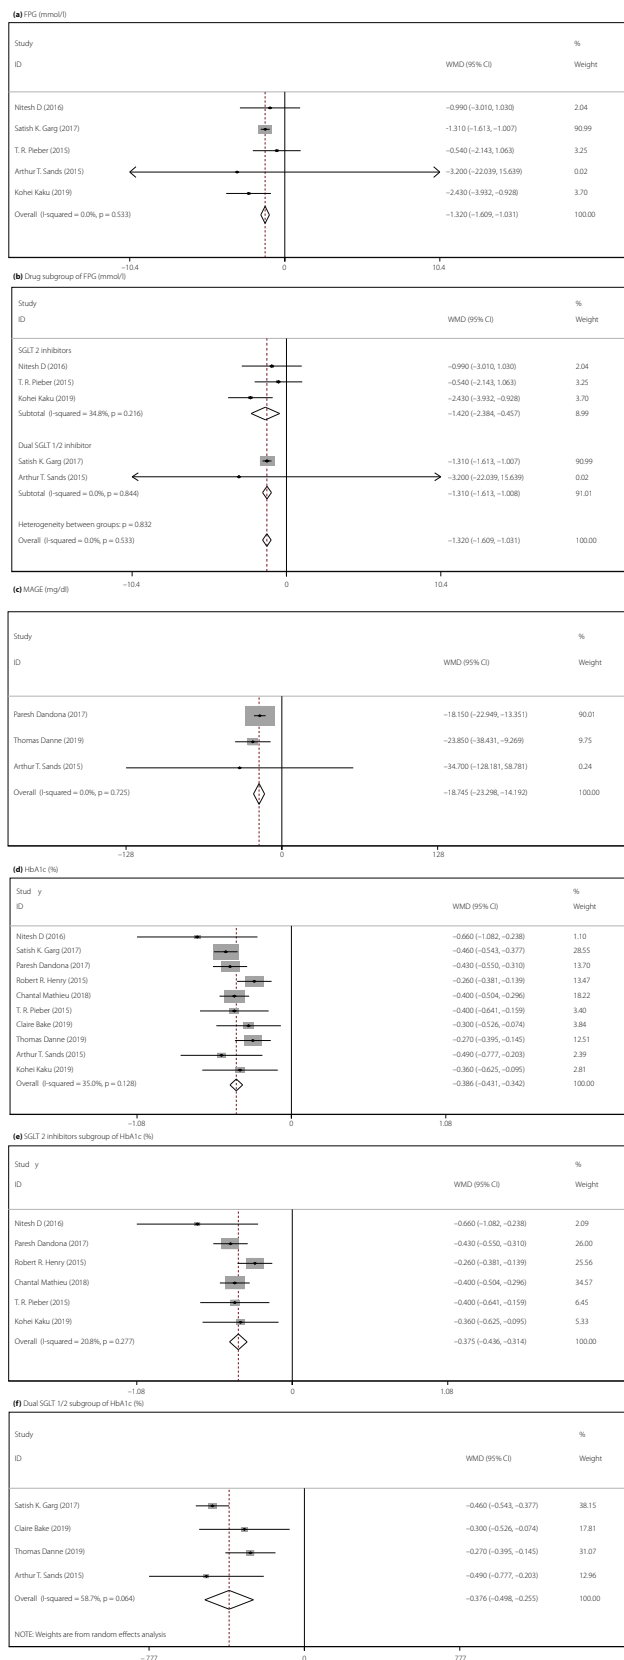 (a) FPG (mmol/l)
Study %
ID WMD (95% CI) Weight
Nitesh D (2016) −0.990 (−3.010, 1.030) 2.04
Satish K. Garg (2017) −1.310 (−1.613, −1.007) 90.99
T. R. Pieber (2015) −0.540 (−2.143, 1.063) 3.25
Arthur T. Sands (2015) −3.200 (−22.039, 15.639) 0.02
Kohei Kaku (2019) −2.430 (−3.932, −0.928) 3.70
Overall (I-squared = 0.0%, p = 0.533) −1.320 (−1.609, −1.031) 100.00
−10.4 0 10.4
(b) Drug subgroup of FPG (mmol/l)
Study %
ID WMD (95% CI) Weight
SGLT 2 inhibitors
Nitesh D (2016) −0.990 (−3.010, 1.030) 2.04
T. R. Pieber (2015) −0.540 (−2.143, 1.063) 3.25
Kohei Kaku (2019) −2.430 (−3.932, −0.928) 3.70
Subtotal (I-squared = 34.8%, p = 0.216) −1.420 (−2.384, −0.457) 8.99
Dual SGLT 1/2 inhibitor
Satish K. Garg (2017) −1.310 (−1.613, −1.007) 90.99
Arthur T. Sands (2015) −3.200 (−22.039, 15.639) 0.02
Subtotal (I-squared = 0.0%, p = 0.844) −1.310 (−1.613, −1.008) 91.01
Heterogeneity between groups: p = 0.832
Overall (I-squared = 0.0%, p = 0.533) −1.320 (−1.609, −1.031) 100.00
−10.4 0 10.4
(c) MAGE (mg/dl)
Study %
ID WMD (95% CI) Weight
Paresh Dandona (2017) −18.150 (−22.949, −13.351) 90.01
Thomas Danne (2019) −23.850 (−38.431, −9.269) 9.75
Arthur T. Sands (2015) −34.700 (−128.181, 58.781) 0.24
Overall (I-squared = 0.0%, p = 0.725) −18.745 (−23.298, −14.192) 100.00
−128 0 128
(d) HbA1c (%)
Stud y %
ID WMD (95% CI) Weight
Nitesh D (2016) −0.660 (−1.082, −0.238) 1.10
Satish K. Garg (2017) −0.460 (−0.543, −0.377) 28.55
Paresh Dandona (2017) −0.430 (−0.550, −0.310) 13.70
Robert R. Henry (2015) −0.260 (−0.381, −0.139) 13.47
Chantal Mathieu (2018) −0.400 (−0.504, −0.296) 18.22
T. R. Pieber (2015) −0.400 (−0.641, −0.159) 3.40
Claire Bake (2019) −0.300 (−0.526, −0.074) 3.84
Thomas Danne (2019) −0.270 (−0.395, −0.145) 12.51
Arthur T. Sands (2015) −0.490 (−0.777, −0.203) 2.39
Kohei Kaku (2019) −0.360 (−0.625, −0.095) 2.81
Overall (I-squared = 35.0%, p = 0.128) −0.386 (−0.431, −0.342) 100.00
−1.08 0 1.08
(e) SGLT 2 inhibitors subgroup of HbA1c (%)
Stud y %
ID WMD (95% CI) Weight
Nitesh D (2016) −0.660 (−1.082, −0.238) 2.09
Paresh Dandona (2017) −0.430 (−0.550, −0.310) 26.00
Robert R. Henry (2015) −0.260 (−0.381, −0.139) 25.56
Chantal Mathieu (2018) −0.400 (−0.504, −0.296) 34.57
T. R. Pieber (2015) −0.400 (−0.641, −0.159) 6.45
Kohei Kaku (2019) −0.360 (−0.625, −0.095) 5.33
Overall (I-squared = 20.8%, p = 0.277) −0.375 (−0.436, −0.314) 100.00
−1.08 0 1.08
(f) Dual SGLT 1/2 subgroup of HbA1c (%)
Study %
ID WMD (95% CI) Weight
Satish K. Garg (2017) −0.460 (−0.543, −0.377) 38.15
Claire Bake (2019) −0.300 (−0.526, −0.074) 17.81
Thomas Danne (2019) −0.270 (−0.395, −0.145) 31.07
Arthur T. Sands (2015) −0.490 (−0.777, −0.203) 12.96
Overall (I-squared = 58.7%, p = 0.064) −0.376 (−0.498, −0.255) 100.00
NOTE: Weights are from random effects analysis
−777 0 777